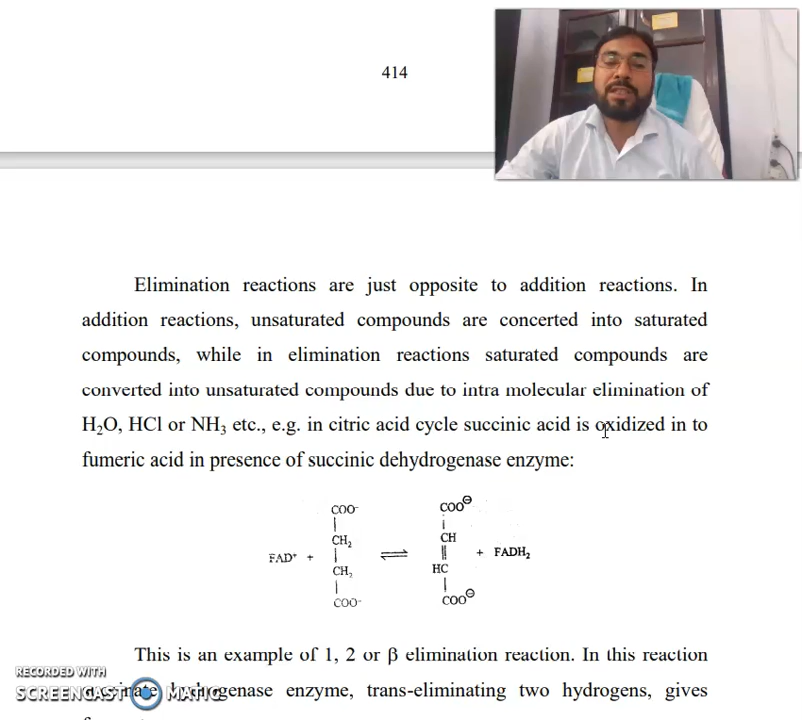 414
Elimination reactions are just opposite to addition reactions. In
addition reactions, unsaturated compounds are concerted into saturated
compounds, while in elimination reactions saturated compounds are
converted into unsaturated compounds due to intra molecular elimination of
H₂O, HCl or NH₃ etc., e.g. in citric acid cycle succinic acid is oxidized in to
fumeric acid in presence of succinic dehydrogenase enzyme:
COO⁻ COO⊖
| |
CH₂ CH
FAD⁺ + | ⇌ || + FADH₂
CH₂ HC
| |
COO⁻ COO⊖
This is an example of 1, 2 or β elimination reaction. In this reaction
RECORDED WITH
SCREENCAST MATIC
enzyme, trans-eliminating two hydrogens, gives